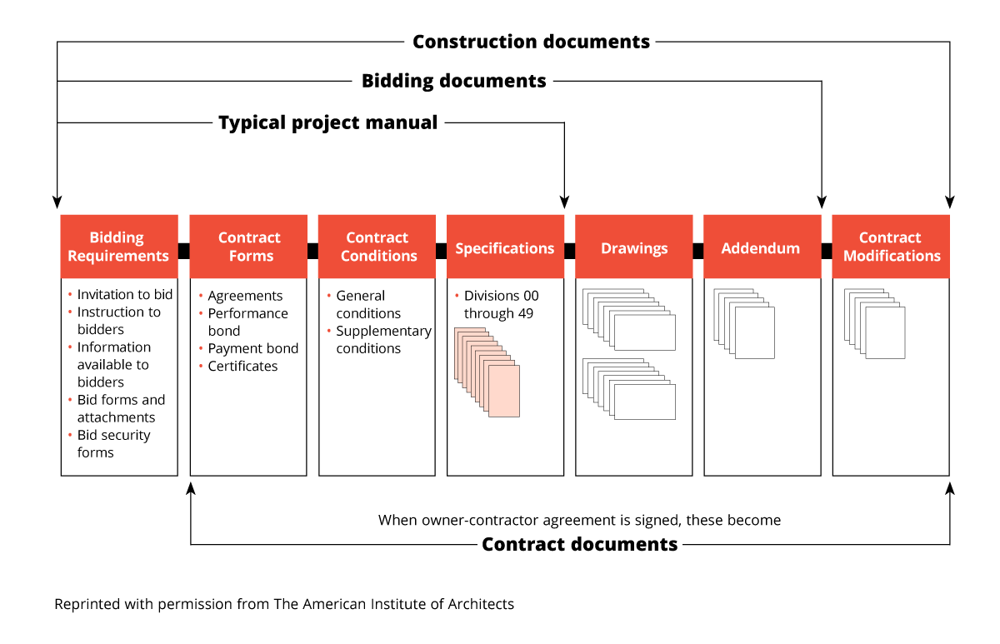 Construction documents
Bidding documents
Typical project manual
Bidding
Requirements
• Invitation to bid
• Instruction to
bidders
• Information
available to
bidders
• Bid forms and
attachments
• Bid security
forms
Contract
Forms
• Agreements
• Performance
bond
• Payment bond
• Certificates
Contract
Conditions
• General
conditions
• Supplementary
conditions
Specifications
• Divisions 00
through 49
Drawings
Addendum
Contract
Modifications
When owner-contractor agreement is signed, these become
Contract documents
Reprinted with permission from The American Institute of Architects